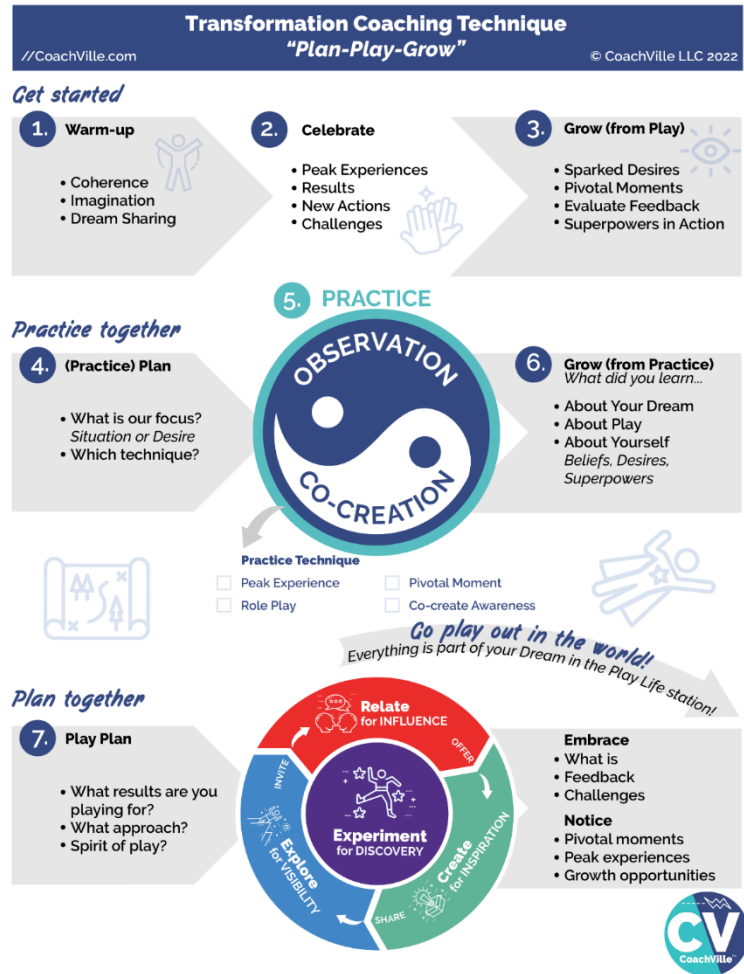 Transformation Coaching Technique
“Plan-Play-Grow”
//CoachVille.com
© CoachVille LLC 2022
Get started
1. Warm-up
• Coherence
• Imagination
• Dream Sharing
2. Celebrate
• Peak Experiences
• Results
• New Actions
• Challenges
3. Grow (from Play)
• Sparked Desires
• Pivotal Moments
• Evaluate Feedback
• Superpowers in Action
5. PRACTICE
OBSERVATION
CO-CREATION
Practice together
4. (Practice) Plan
• What is our focus?
Situation or Desire
• Which technique?
6. Grow (from Practice)
What did you learn...
• About Your Dream
• About Play
• About Yourself
Beliefs, Desires,
Superpowers
Practice Technique
Peak Experience
Pivotal Moment
Role Play
Co-create Awareness
Go play out in the world!
Everything is part of your Dream in the Play Life station!
Plan together
7. Play Plan
• What results are you
playing for?
• What approach?
• Spirit of play?
Relate
for INFLUENCE
OFFER
Create
for INSPIRATION
SHARE
Explore
for VISIBILITY
INVITE
Experiment
for DISCOVERY
Embrace
• What is
• Feedback
• Challenges
Notice
• Pivotal moments
• Peak experiences
• Growth opportunities
CV
CoachVille™